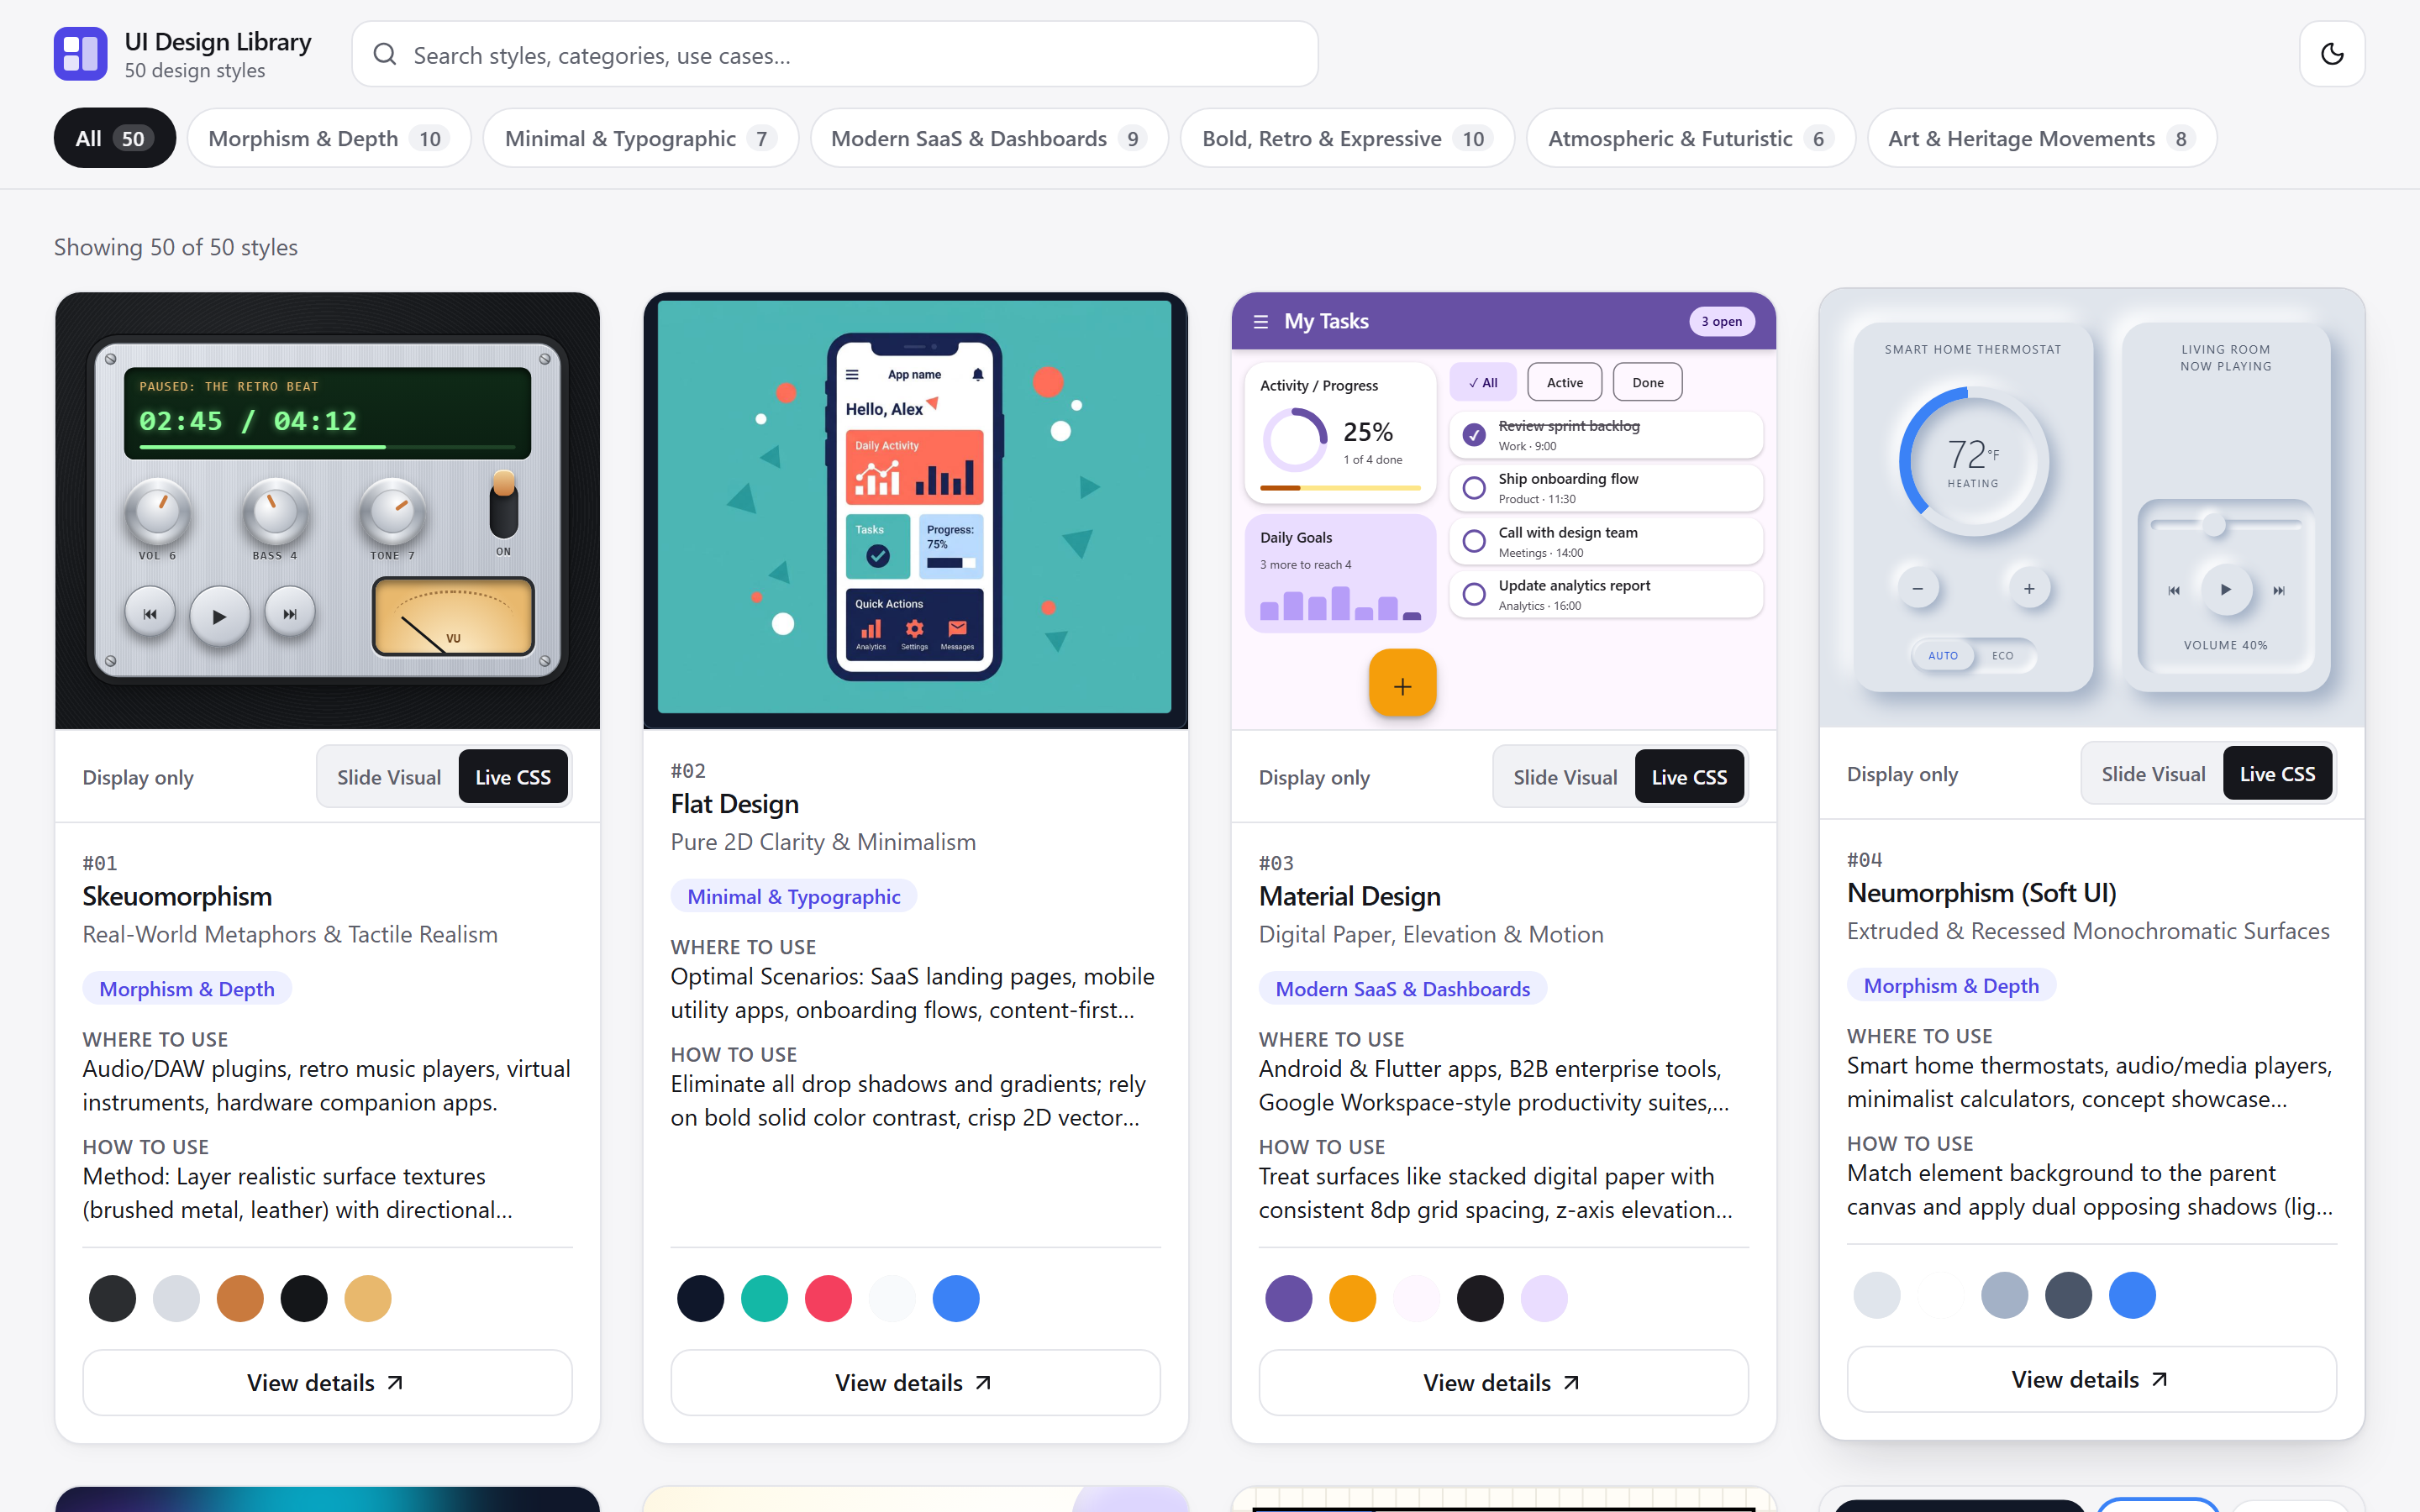 UI Design Library
50 design styles
Search styles, categories, use cases...
All 50
Morphism & Depth 10
Minimal & Typographic 7
Modern SaaS & Dashboards 9
Bold, Retro & Expressive 10
Atmospheric & Futuristic 6
Art & Heritage Movements 8
Showing 50 of 50 styles
PAUSED: THE RETRO BEAT
02:45 / 04:12
VOL 6
BASS 4
TONE 7
ON
VU
Display only
Slide Visual
Live CSS
#01
Skeuomorphism
Real-World Metaphors & Tactile Realism
Morphism & Depth
WHERE TO USE
Audio/DAW plugins, retro music players, virtual
instruments, hardware companion apps.
HOW TO USE
Method: Layer realistic surface textures
(brushed metal, leather) with directional...
View details
App name
Hello, Alex
Daily Activity
Tasks
Progress:
75%
Quick Actions
Analytics
Settings
Messages
#02
Flat Design
Pure 2D Clarity & Minimalism
Minimal & Typographic
WHERE TO USE
Optimal Scenarios: SaaS landing pages, mobile
utility apps, onboarding flows, content-first...
HOW TO USE
Eliminate all drop shadows and gradients; rely
on bold solid color contrast, crisp 2D vector...
View details
My Tasks
3 open
Activity / Progress
25%
1 of 4 done
Daily Goals
3 more to reach 4
✓ All
Active
Done
Review sprint backlog
Work · 9:00
Ship onboarding flow
Product · 11:30
Call with design team
Meetings · 14:00
Update analytics report
Analytics · 16:00
+
Display only
Slide Visual
Live CSS
#03
Material Design
Digital Paper, Elevation & Motion
Modern SaaS & Dashboards
WHERE TO USE
Android & Flutter apps, B2B enterprise tools,
Google Workspace-style productivity suites,...
HOW TO USE
Treat surfaces like stacked digital paper with
consistent 8dp grid spacing, z-axis elevation...
View details
SMART HOME THERMOSTAT
72°F
HEATING
− +
AUTO
ECO
LIVING ROOM
NOW PLAYING
VOLUME 40%
Display only
Slide Visual
Live CSS
#04
Neumorphism (Soft UI)
Extruded & Recessed Monochromatic Surfaces
Morphism & Depth
WHERE TO USE
Smart home thermostats, audio/media players,
minimalist calculators, concept showcase...
HOW TO USE
Match element background to the parent
canvas and apply dual opposing shadows (lig...
View details